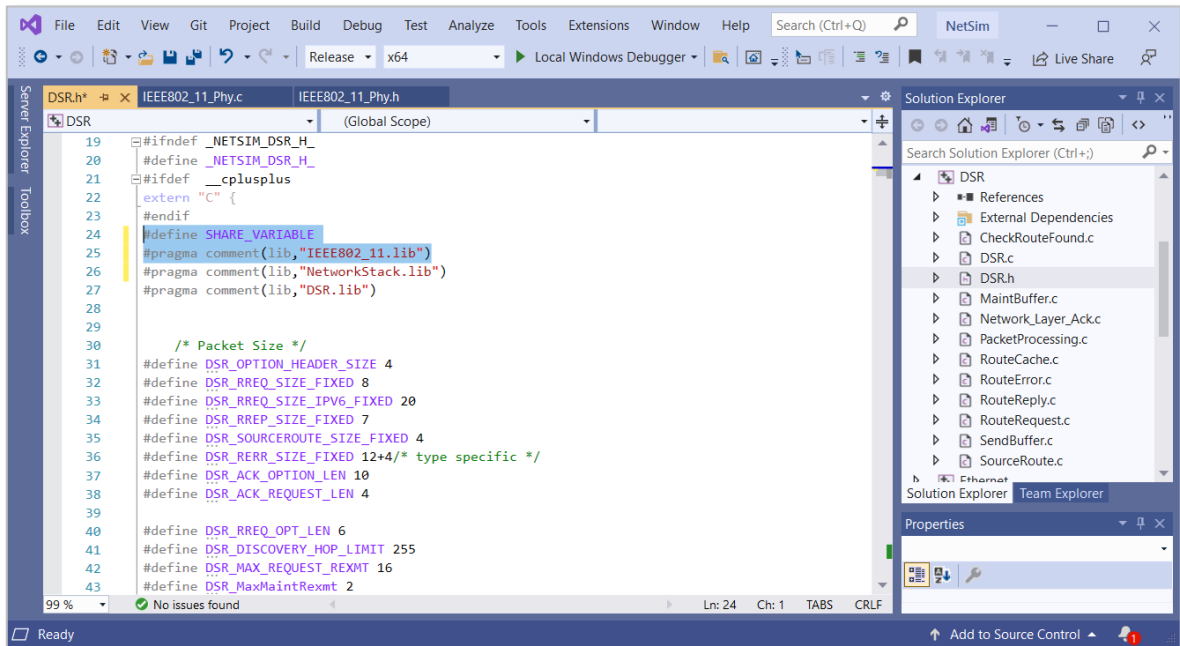 File Edit View Git Project Build Debug Test Analyze Tools Extensions Window Help Search (Ctrl+Q) NetSim
Release x64 Local Windows Debugger Live Share
Server Explorer
Toolbox
DSR.h* IEEE802_11_Phy.c IEEE802_11_Phy.h
DSR (Global Scope)
19 #ifndef _NETSIM_DSR_H_
20 #define _NETSIM_DSR_H_
21 #ifdef __cplusplus
22 extern "C" {
23 #endif
24 #define SHARE_VARIABLE
25 #pragma comment(lib,"IEEE802_11.lib")
26 #pragma comment(lib,"NetworkStack.lib")
27 #pragma comment(lib,"DSR.lib")
28
29
30 /* Packet Size */
31 #define DSR_OPTION_HEADER_SIZE 4
32 #define DSR_RREQ_SIZE_FIXED 8
33 #define DSR_RREQ_SIZE_IPV6_FIXED 20
34 #define DSR_RREP_SIZE_FIXED 7
35 #define DSR_SOURCEROUTE_SIZE_FIXED 4
36 #define DSR_RERR_SIZE_FIXED 12+4/* type specific */
37 #define DSR_ACK_OPTION_LEN 10
38 #define DSR_ACK_REQUEST_LEN 4
39
40 #define DSR_RREQ_OPT_LEN 6
41 #define DSR_DISCOVERY_HOP_LIMIT 255
42 #define DSR_MAX_REQUEST_REXMT 16
43 #define DSR_MaxMaintRexmt 2
99 % No issues found Ln: 24 Ch: 1 TABS CRLF
Solution Explorer
Search Solution Explorer (Ctrl+;)
DSR
References
External Dependencies
CheckRouteFound.c
DSR.c
DSR.h
MaintBuffer.c
Network_Layer_Ack.c
PacketProcessing.c
RouteCache.c
RouteError.c
RouteReply.c
RouteRequest.c
SendBuffer.c
SourceRoute.c
Ethernet
Solution Explorer Team Explorer
Properties
Ready Add to Source Control 1